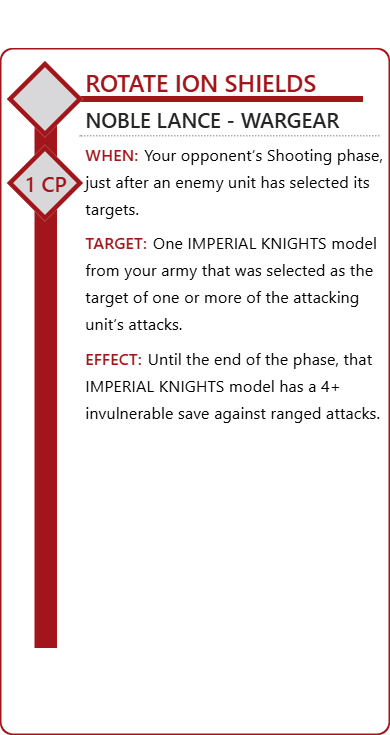 ROTATE ION SHIELDS
NOBLE LANCE - WARGEAR
WHEN: Your opponent’s Shooting phase,
1 CP
just after an enemy unit has selected its
targets.
TARGET: One IMPERIAL KNIGHTS model
from your army that was selected as the
target of one or more of the attacking
unit’s attacks.
EFFECT: Until the end of the phase, that
IMPERIAL KNIGHTS model has a 4+
invulnerable save against ranged attacks.